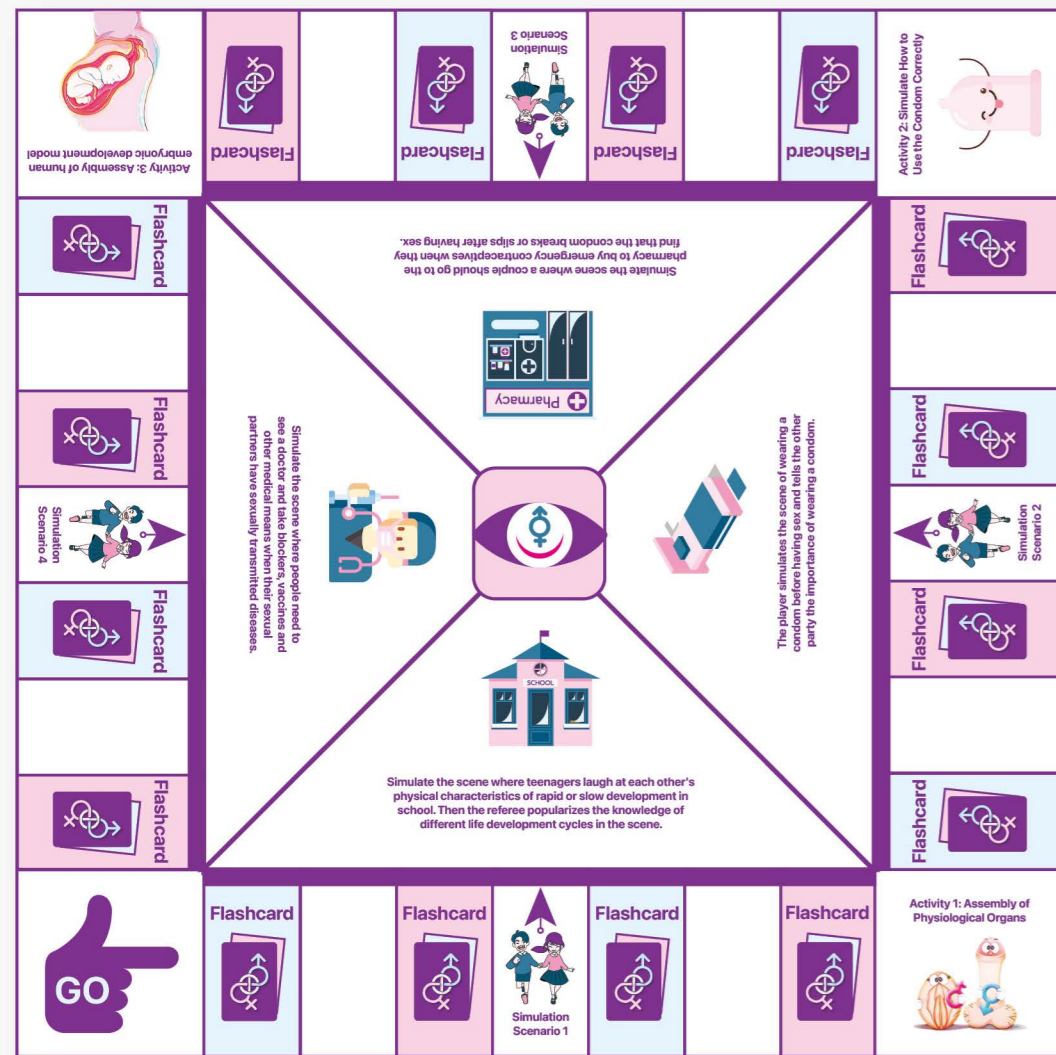 Activity 3: Assembly of human
embryonic development model
Flashcard
Flashcard
Simulation
Scenario 3
Flashcard
Flashcard
Activity 2: Simulate How to
Use the Condom Correctly
Flashcard
Flashcard
Simulation
Scenario 4
Flashcard
Flashcard
Simulate the scene where a couple should go to the
pharmacy to buy emergency contraceptives when they
find that the condom breaks or slips after having sex.
Pharmacy
Simulate the scene where people need to
see a doctor and take blockers, vaccines and
other medical means when their sexual
partners have sexually transmitted diseases.
The player simulates the scene of wearing a
condom before having sex and tells the other
party the importance of wearing a condom.
SCHOOL
Simulate the scene where teenagers laugh at each other's
physical characteristics of rapid or slow development in
school. Then the referee popularizes the knowledge of
different life development cycles in the scene.
Flashcard
Flashcard
Simulation
Scenario 2
Flashcard
Flashcard
GO
Flashcard
Flashcard
Simulation
Scenario 1
Flashcard
Flashcard
Activity 1: Assembly of
Physiological Organs